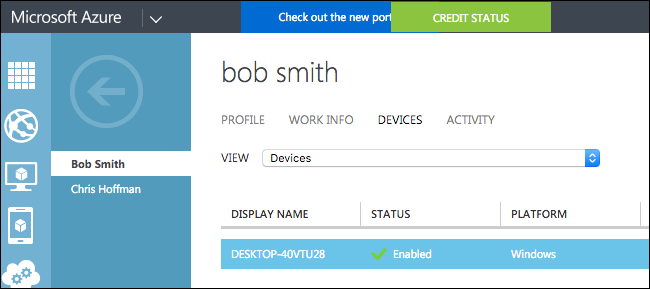 Microsoft Azure
Check out the new port
CREDIT STATUS
bob smith
PROFILE WORK INFO DEVICES ACTIVITY
Bob Smith
Chris Hoffman
VIEW Devices
DISPLAY NAME STATUS PLATFORM
DESKTOP-40VTU28 Enabled Windows